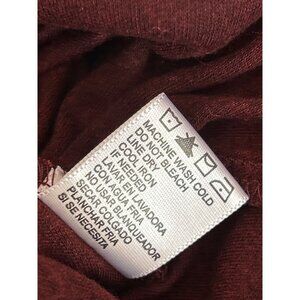 MACHINE WASH COLD
DO NOT BLEACH
LINE DRY
COOL IRON
IF NEEDED
LAVAR EN LAVADORA
CON AGUA FRIA
NO USAR BLANQUEADOR
SECAR COLGADO
PLANCHAR FRIA
SI SE NECESITA